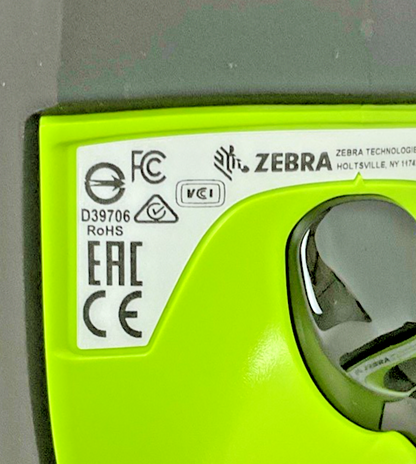 FC
ZEBRA
ZEBRA TECHNOLOGIE
HOLTSVILLE, NY 1174
VCI
D39706
RoHS
EAC
CE
ZEBRA